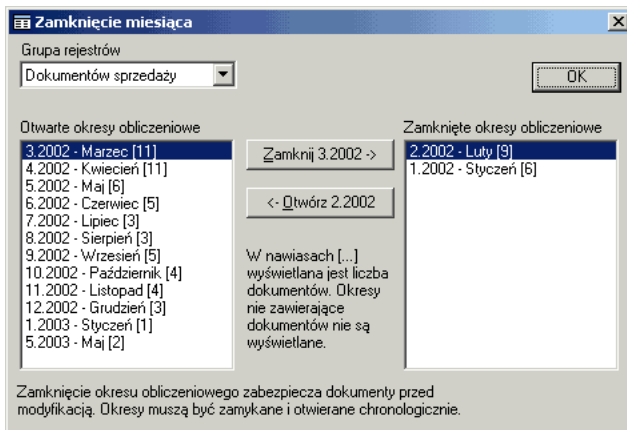 Zamknięcie miesiąca
Grupa rejestrów
Dokumentów sprzedaży
OK
Otwarte okresy obliczeniowe
3.2002 - Marzec [11]
4.2002 - Kwiecień [11]
5.2002 - Maj [6]
6.2002 - Czerwiec [5]
7.2002 - Lipiec [3]
8.2002 - Sierpień [3]
9.2002 - Wrzesień [5]
10.2002 - Październik [4]
11.2002 - Listopad [4]
12.2002 - Grudzień [3]
1.2003 - Styczeń [1]
5.2003 - Maj [2]
Zamknij 3.2002 ->
<- Otwórz 2.2002
W nawiasach [...]
wyświetlana jest liczba
dokumentów. Okresy
nie zawierające
dokumentów nie są
wyświetlane.
Zamknięte okresy obliczeniowe
2.2002 - Luty [9]
1.2002 - Styczeń [6]
Zamknięcie okresu obliczeniowego zabezpiecza dokumenty przed
modyfikacją. Okresy muszą być zamykane i otwierane chronologicznie.